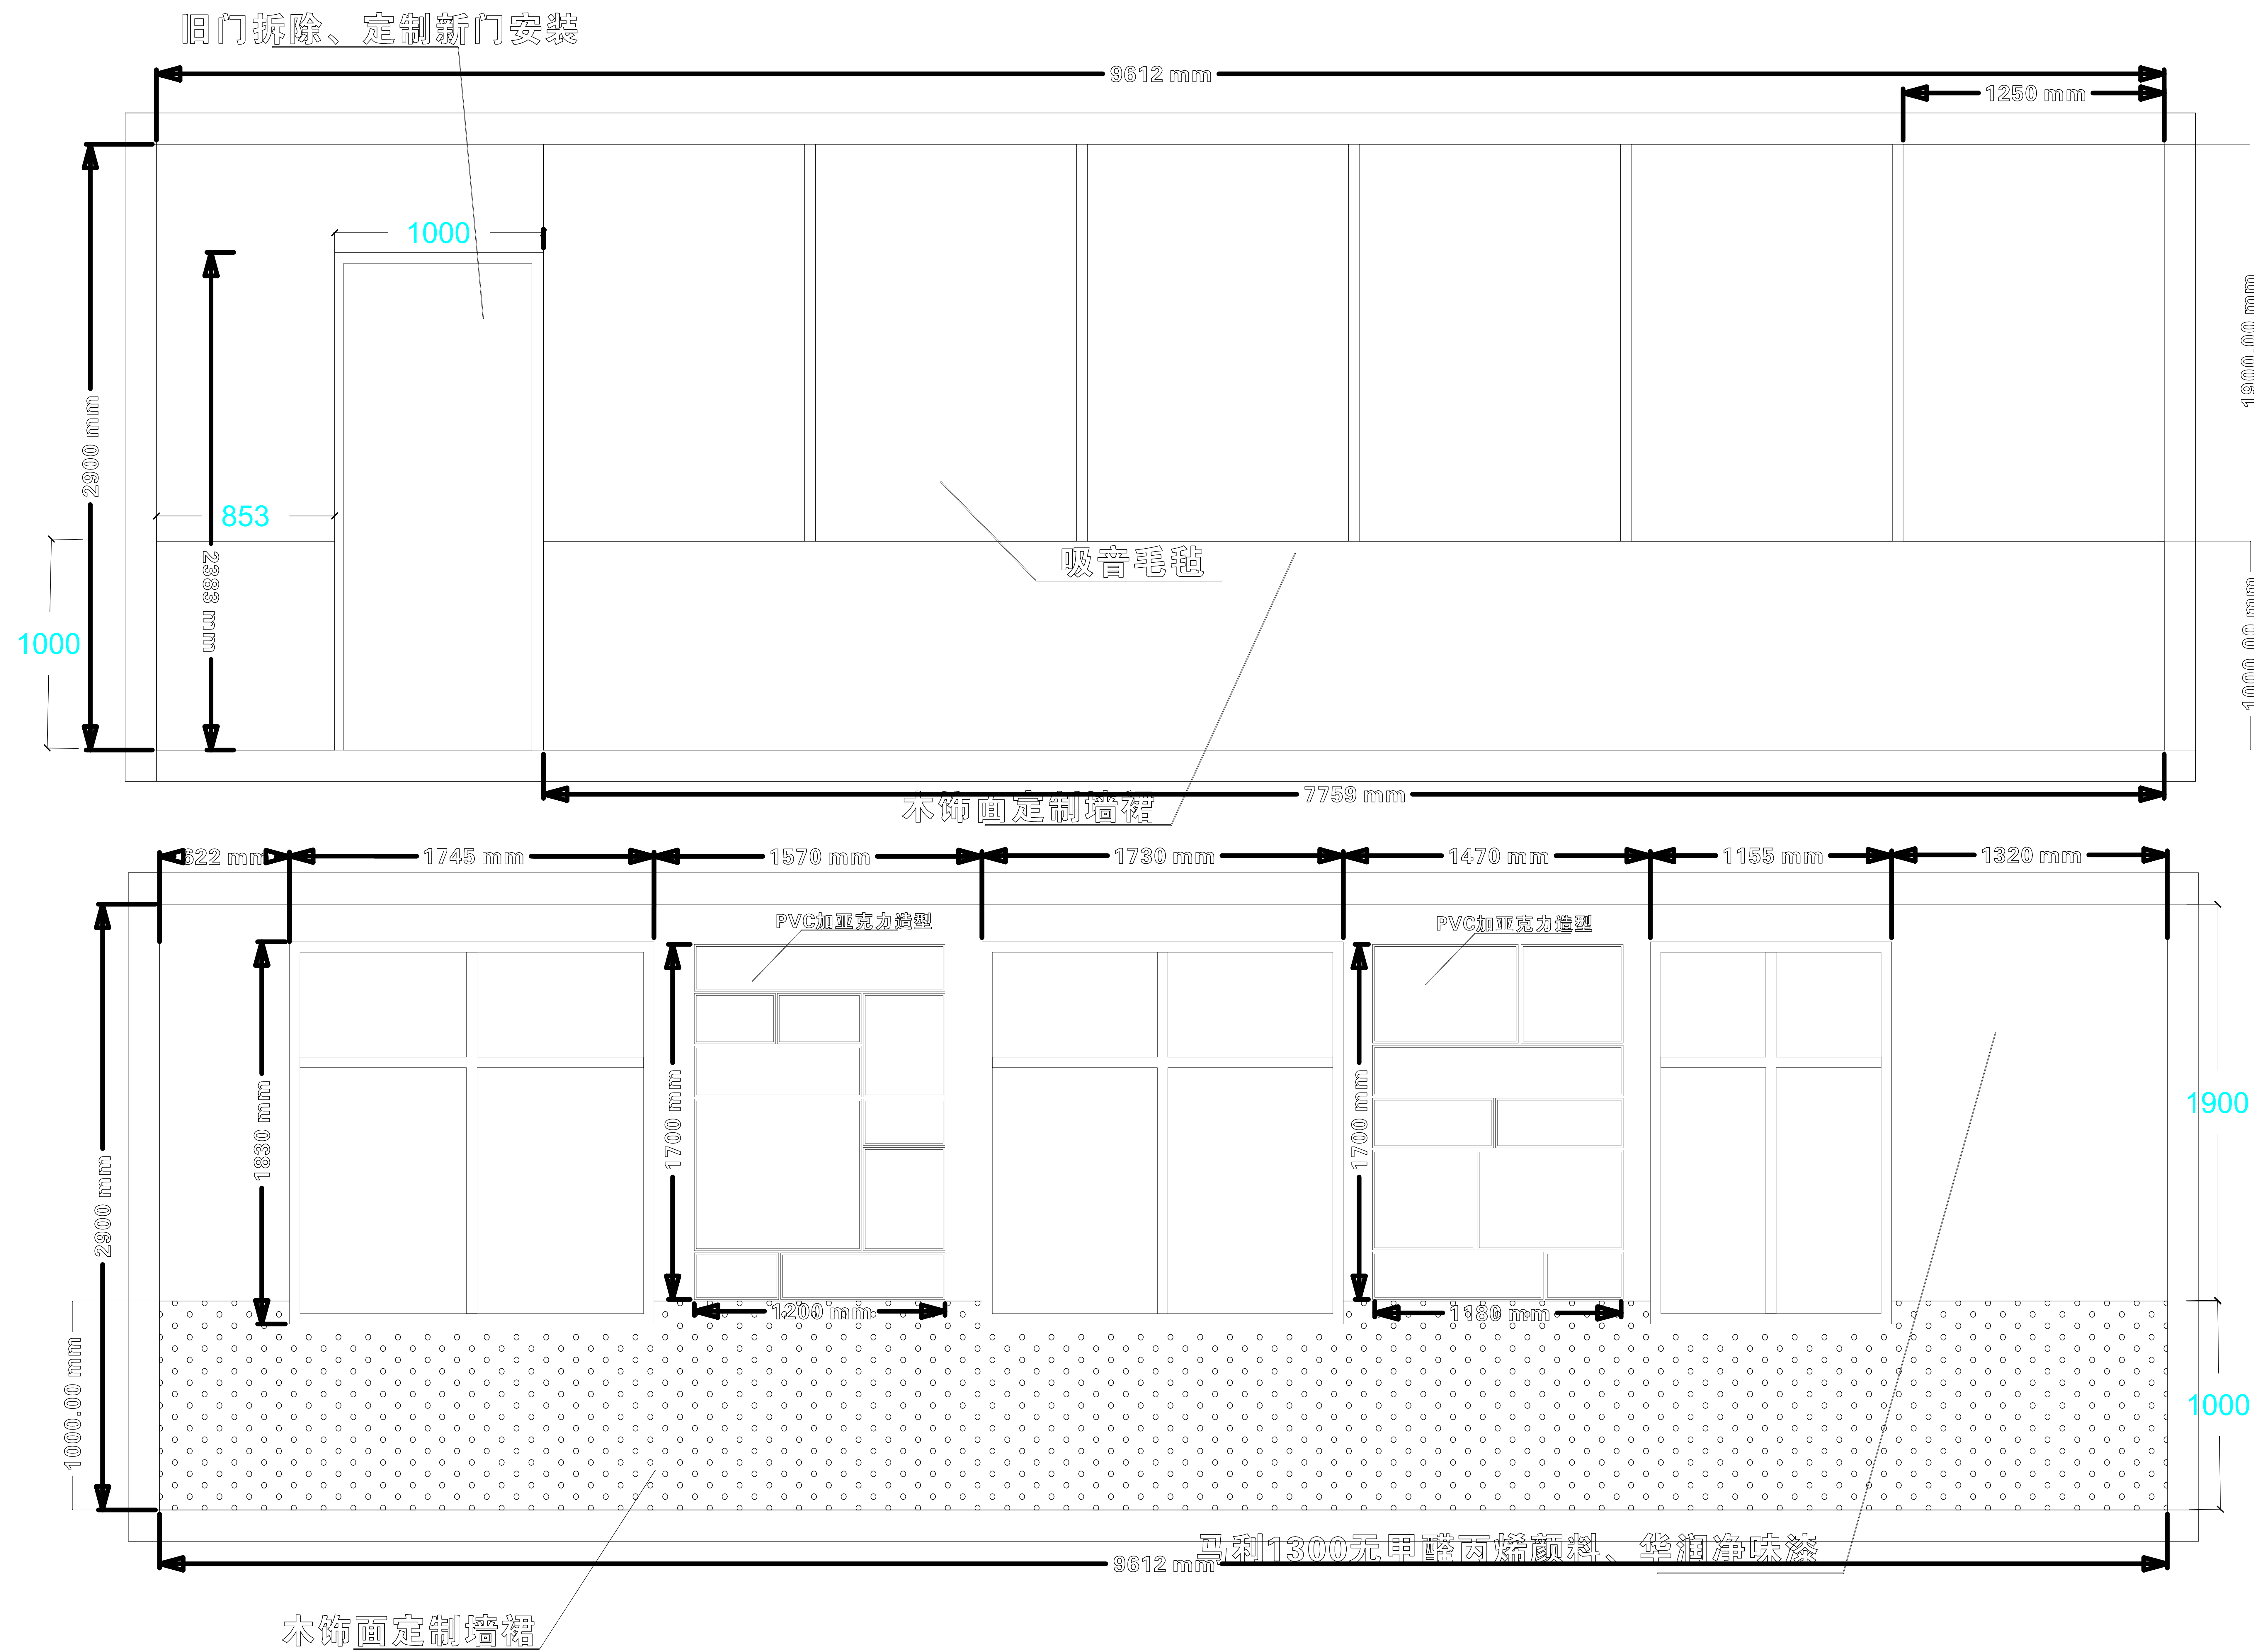 旧门拆除、定制新门安装
9612 mm
1250 mm
1000
2900 mm
1900.00 mm
853
2383 mm
吸音毛毡
1000
1000.00 mm
木饰面定制墙裙
7759 mm
622 mm
1745 mm
1570 mm
1730 mm
1470 mm
1155 mm
1320 mm
PVC加亚克力造型
PVC加亚克力造型
1830 mm
1700 mm
1700 mm
1900
2900 mm
1200 mm
1180 mm
1000.00 mm
1000
马利1300无甲醛丙烯颜料、华润净味漆
9612 mm
木饰面定制墙裙